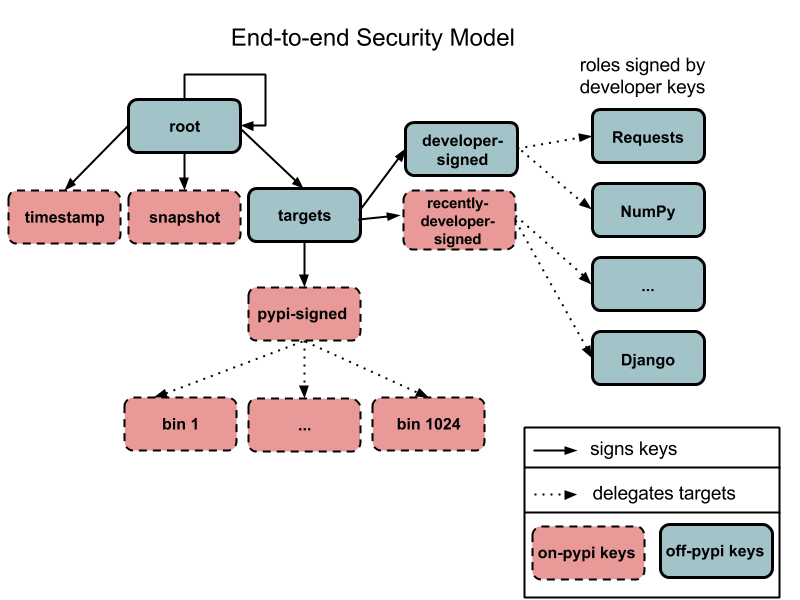 End-to-end Security Model
roles signed by
developer keys
root
developer-
signed
Requests
timestamp
snapshot
targets
recently-
developer-
signed
NumPy
...
pypi-signed
Django
bin 1
...
bin 1024
signs keys
delegates targets
on-pypi keys
off-pypi keys